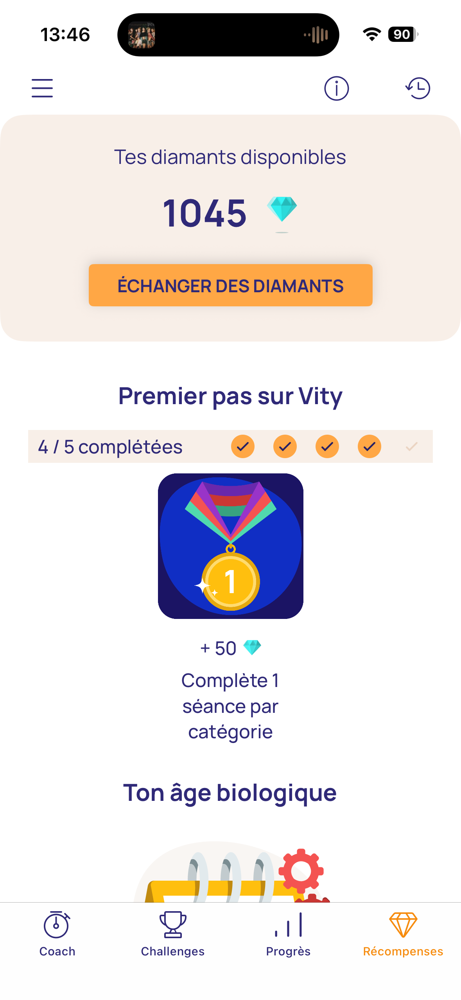 13:46
90
Tes diamants disponibles
1045
ÉCHANGER DES DIAMANTS
Premier pas sur Vity
4 / 5 complétées
1
+ 50
Complète 1
séance par
catégorie
Ton âge biologique
Coach
Challenges
Progrès
Récompenses